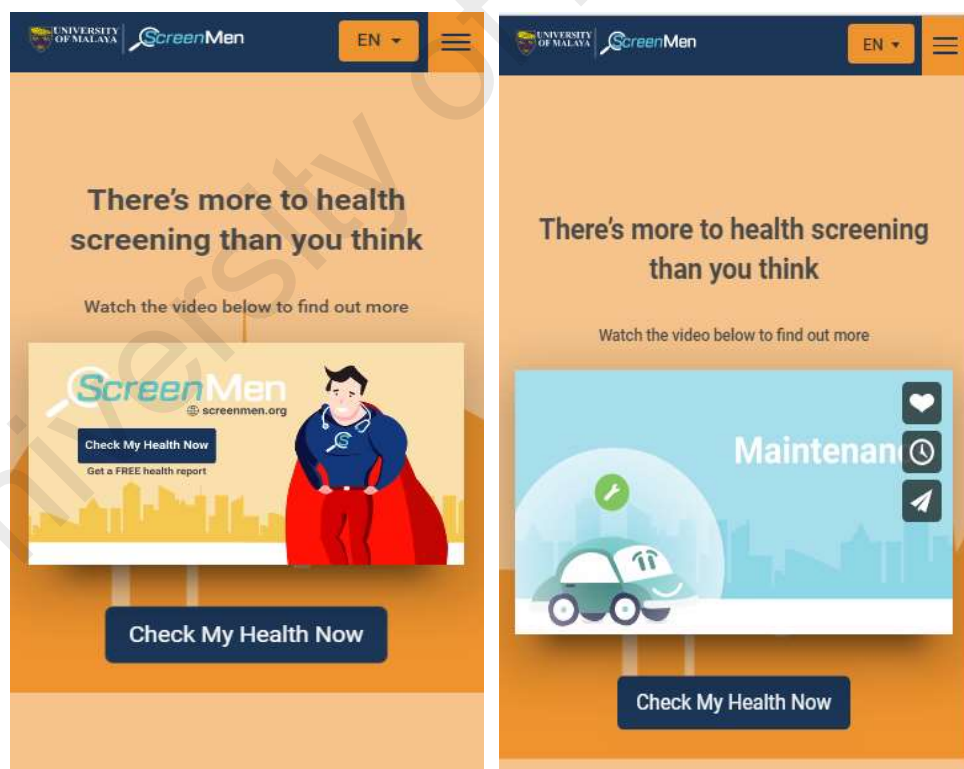 UNIVERSITY
OF MALAYA
ScreenMen
EN
There's more to health
screening than you think
Watch the video below to find out more
ScreenMen
screenmen.org
Check My Health Now
Get a FREE health report
Check My Health Now
UNIVERSITY
OF MALAYA
ScreenMen
EN
There's more to health screening
than you think
Watch the video below to find out more
Maintenan
Check My Health Now
University of